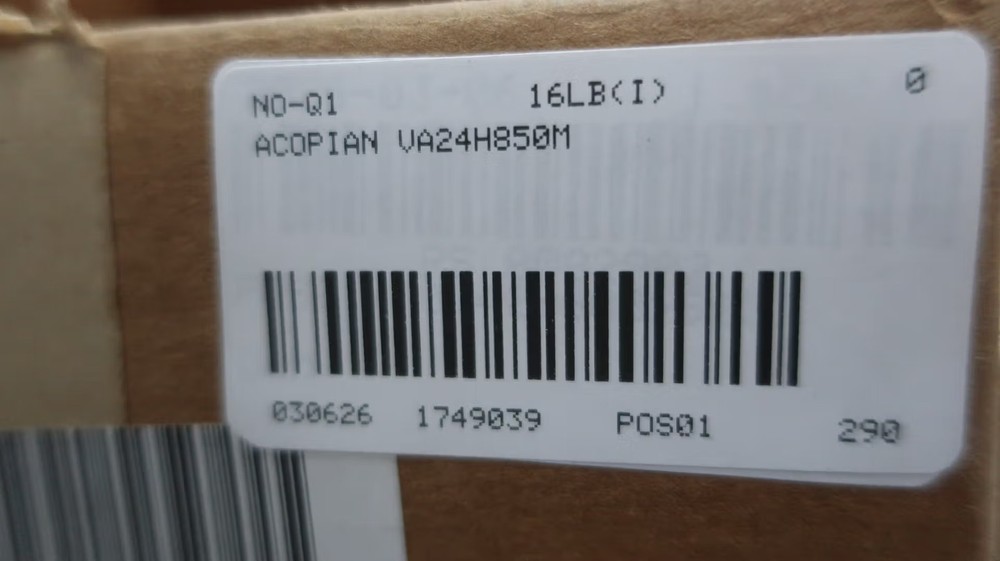 NO-Q1 16LB(I) 0
ACOPIAN VA24H850M
030626 1749039 POS01 290